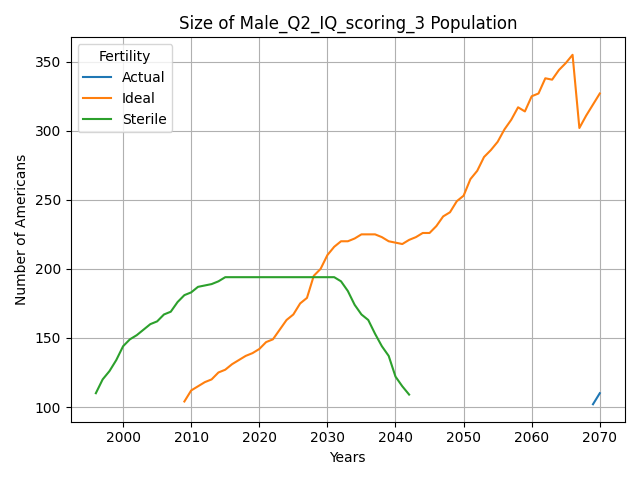 Size of Male_Q2_IQ_scoring_3 Population
Fertility
Actual
Ideal
Sterile
Number of Americans
350
300
250
200
150
100
2000 2010 2020 2030 2040 2050 2060 2070
Years